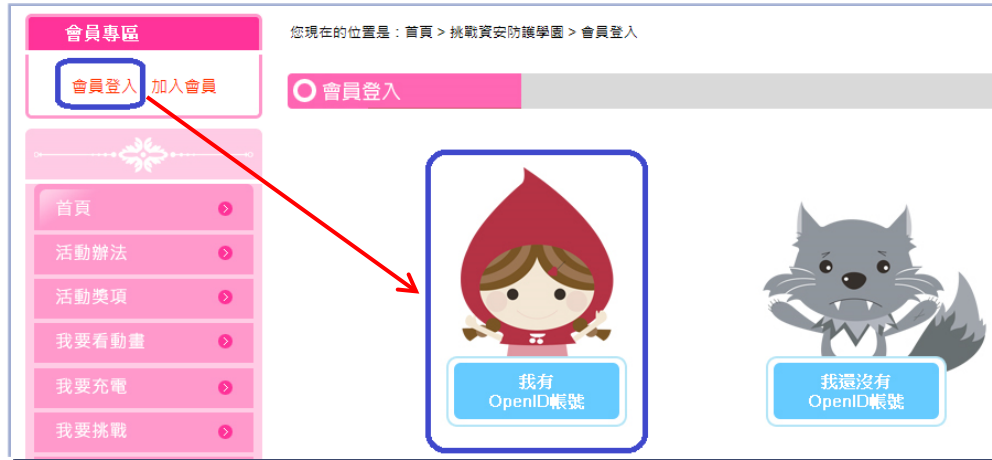 會員專區
會員登入 加入會員
首頁
活動辦法
活動獎項
我要看動畫
我要充電
我要挑戰
您現在的位置是：首頁 > 挑戰資安防護學園 > 會員登入
會員登入
我有
OpenID帳號
我還沒有
OpenID帳號